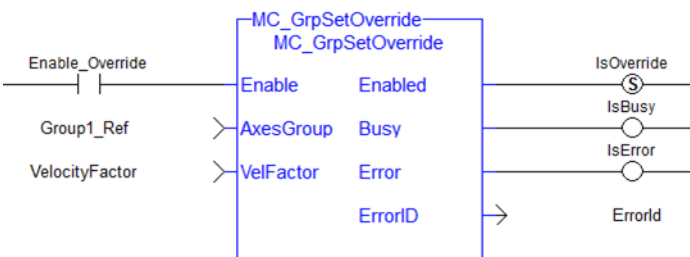 MC_GrpSetOverride
MC_GrpSetOverride
Enable_Override
IsOverride
Enable Enabled
S
IsBusy
Group1_Ref
AxesGroup Busy
IsError
VelocityFactor
VelFactor Error
ErrorID
ErrorId